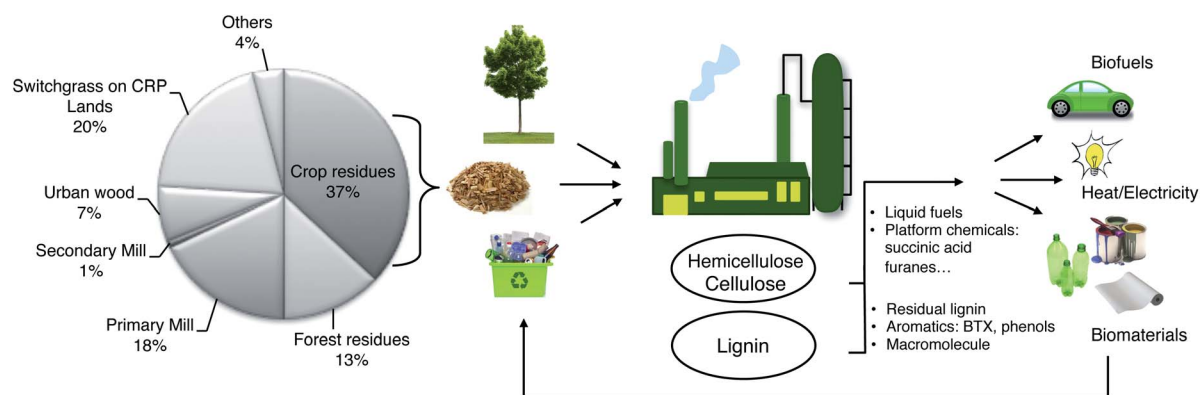 Others
4%
Switchgrass on CRP
Lands
20%
Urban wood
7%
Secondary Mill
1%
Primary Mill
18%
Forest residues
13%
Crop residues
37%
Hemicellulose
Cellulose
Lignin
• Liquid fuels
• Platform chemicals:
succinic acid
furanes…
• Residual lignin
• Aromatics: BTX, phenols
• Macromolecule
Biofuels
Heat/Electricity
Biomaterials